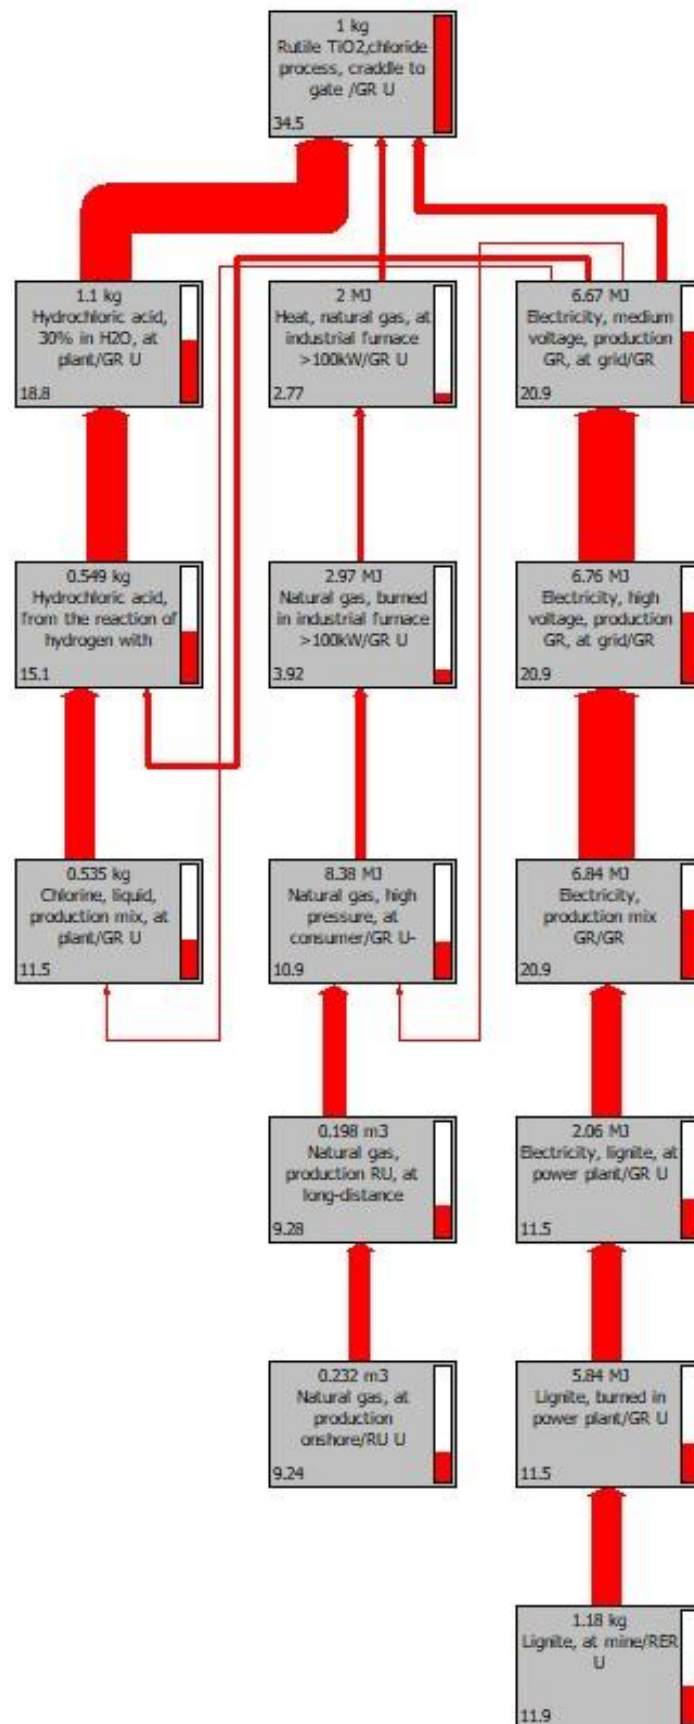 1 kg
Rutile TiO2,chloride
process, craddle to
gate /GR U
34.5
1.1 kg
Hydrochloric acid,
30% in H2O, at
plant/GR U
18.8
2 MJ
Heat, natural gas, at
industrial furnace
>100kW/GR U
2.77
6.67 MJ
Electricity, medium
voltage, production
GR, at grid/GR
20.9
0.549 kg
Hydrochloric acid,
from the reaction of
hydrogen with
15.1
2.97 MJ
Natural gas, burned
in industrial furnace
>100kW/GR U
3.92
6.76 MJ
Electricity, high
voltage, production
GR, at grid/GR
20.9
0.535 kg
Chlorine, liquid,
production mix, at
plant/GR U
11.5
8.38 MJ
Natural gas, high
pressure, at
consumer/GR U-
10.9
6.84 MJ
Electricity,
production mix
GR/GR
20.9
0.198 m3
Natural gas,
production RU, at
long-distance
9.28
2.06 MJ
Electricity, lignite, at
power plant/GR U
11.5
0.232 m3
Natural gas, at
production
onshore/RU U
9.24
5.84 MJ
Lignite, burned in
power plant/GR U
11.5
1.18 kg
Lignite, at mine/RER
U
11.9